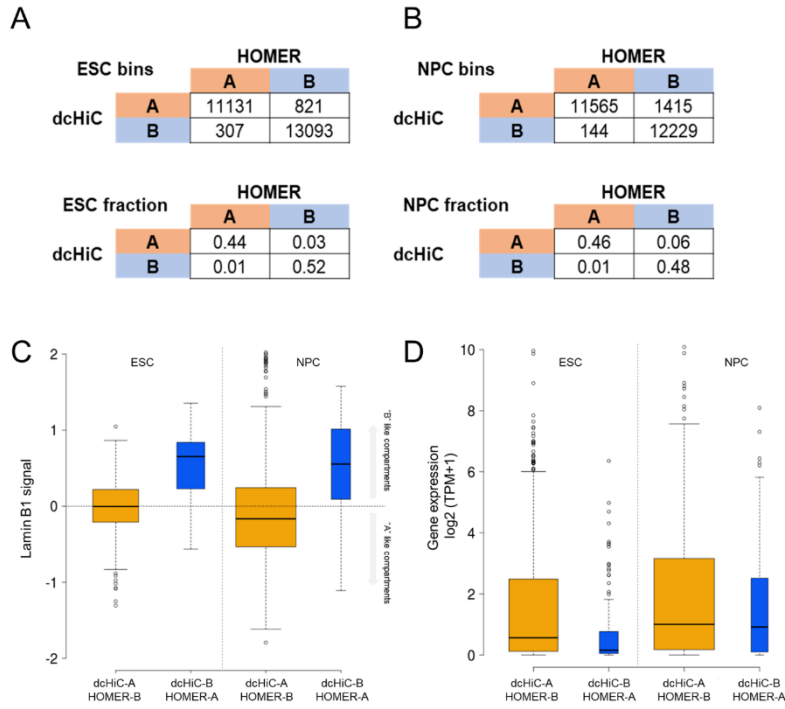 A
HOMER
ESC bins
A B
dcHiC
A 11131 821
B 307 13093
HOMER
ESC fraction
A B
dcHiC
A 0.44 0.03
B 0.01 0.52
B
HOMER
NPC bins
A B
dcHiC
A 11565 1415
B 144 12229
HOMER
NPC fraction
A B
dcHiC
A 0.46 0.06
B 0.01 0.48
C
ESC NPC
Lamin B1 signal
2
1
0
-1
-2
"B" like compartments
"A" like compartments
dcHiC-A dcHiC-B dcHiC-A dcHiC-B
HOMER-B HOMER-A HOMER-B HOMER-A
D
ESC NPC
Gene expression
log2 (TPM+1)
10
8
6
4
2
0
dcHiC-A dcHiC-B dcHiC-A dcHiC-B
HOMER-B HOMER-A HOMER-B HOMER-A